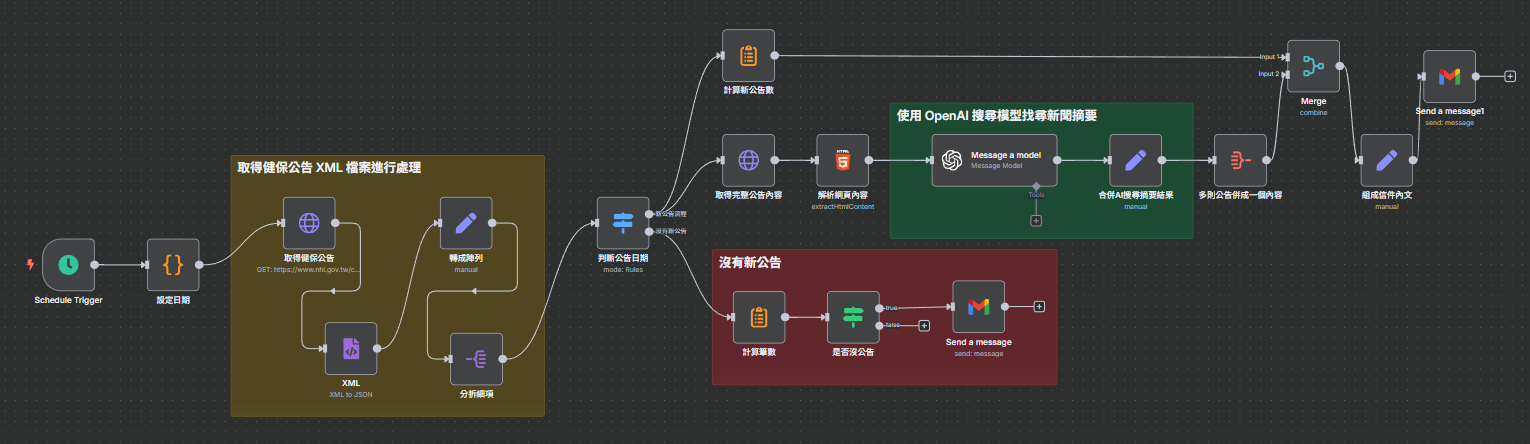 計算新公告數
Input 1
Input 2
Merge
combine
Send a message1
send: message
使用 OpenAI 搜尋模型找尋新聞摘要
取得完整公告內容
HTML
解析網頁內容
extractHtmlContent
Message a model
Message Model
Tools
合併AI搜尋摘要結果
manual
多則公告併成一個內容
組成信件內文
manual
取得健保公告 XML 檔案進行處理
Schedule Trigger
設定日期
取得健保公告
GET: https://www.nhi.gov.tw/c...
轉成陣列
manual
XML
XML to JSON
分拆細項
新公告流程
沒有新公告
判斷公告日期
mode: Rules
沒有新公告
計算筆數
是否沒公告
true
false
Send a message
send: message